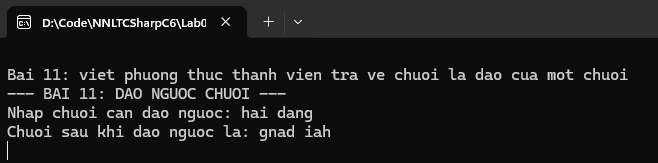 D:\Code\NNLTCSharpC6\Lab0
Bai 11: viet phuong thuc thanh vien tra ve chuoi la dao cua mot chuoi
--- BAI 11: DAO NGUOC CHUOI ---
Nhap chuoi can dao nguoc: hai dang
Chuoi sau khi dao nguoc la: gnad iah